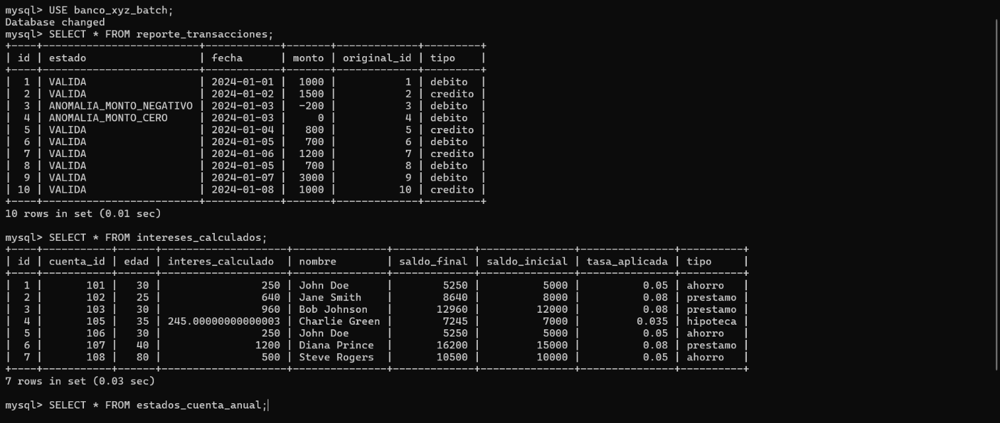 mysql> USE banco_xyz_batch;
Database changed
mysql> SELECT * FROM reporte_transacciones;
+----+-------------------------+------------+-------+-------------+---------+
| id | estado                  | fecha      | monto | original_id | tipo    |
+----+-------------------------+------------+-------+-------------+---------+
|  1 | VALIDA                  | 2024-01-01 |  1000 |           1 | debito  |
|  2 | VALIDA                  | 2024-01-02 |  1500 |           2 | credito |
|  3 | ANOMALIA_MONTO_NEGATIVO | 2024-01-03 |  -200 |           3 | debito  |
|  4 | ANOMALIA_MONTO_CERO     | 2024-01-03 |     0 |           4 | debito  |
|  5 | VALIDA                  | 2024-01-04 |   800 |           5 | credito |
|  6 | VALIDA                  | 2024-01-05 |   700 |           6 | debito  |
|  7 | VALIDA                  | 2024-01-06 |  1200 |           7 | credito |
|  8 | VALIDA                  | 2024-01-05 |   700 |           8 | debito  |
|  9 | VALIDA                  | 2024-01-07 |  3000 |           9 | debito  |
| 10 | VALIDA                  | 2024-01-08 |  1000 |          10 | credito |
+----+-------------------------+------------+-------+-------------+---------+
10 rows in set (0.01 sec)

mysql> SELECT * FROM intereses_calculados;
+----+-----------+------+--------------------+---------------+-------------+---------------+---------------+----------+
| id | cuenta_id | edad | interes_calculado  | nombre        | saldo_final | saldo_inicial | tasa_aplicada | tipo     |
+----+-----------+------+--------------------+---------------+-------------+---------------+---------------+----------+
|  1 |       101 |   30 |                250 | John Doe      |        5250 |          5000 |          0.05 | ahorro   |
|  2 |       102 |   25 |                640 | Jane Smith    |        8640 |          8000 |          0.08 | prestamo |
|  3 |       103 |   30 |                960 | Bob Johnson   |       12960 |         12000 |          0.08 | prestamo |
|  4 |       105 |   35 | 245.00000000000003 | Charlie Green |        7245 |          7000 |         0.035 | hipoteca |
|  5 |       106 |   30 |                250 | John Doe      |        5250 |          5000 |          0.05 | ahorro   |
|  6 |       107 |   40 |               1200 | Diana Prince  |       16200 |         15000 |          0.08 | prestamo |
|  7 |       108 |   80 |                500 | Steve Rogers  |       10500 |         10000 |          0.05 | ahorro   |
+----+-----------+------+--------------------+---------------+-------------+---------------+---------------+----------+
7 rows in set (0.03 sec)

mysql> SELECT * FROM estados_cuenta_anual;